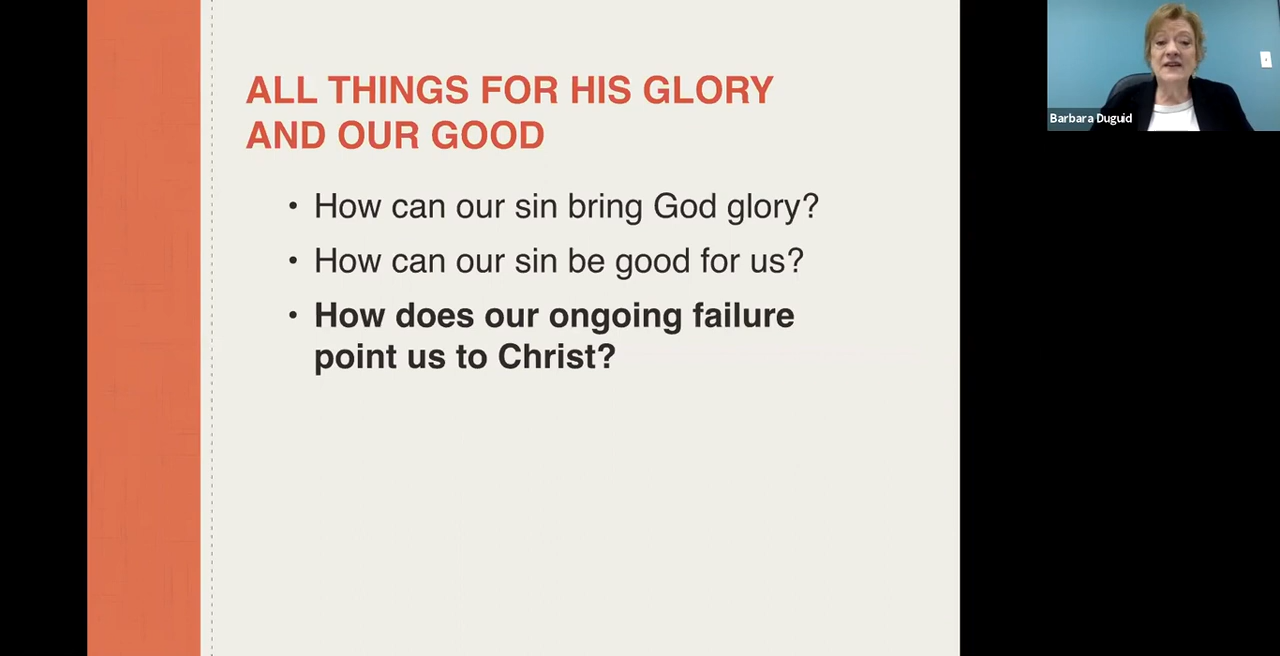 ALL THINGS FOR HIS GLORY
AND OUR GOOD
• How can our sin bring God glory?
• How can our sin be good for us?
• How does our ongoing failure
point us to Christ?
Barbara Duguid